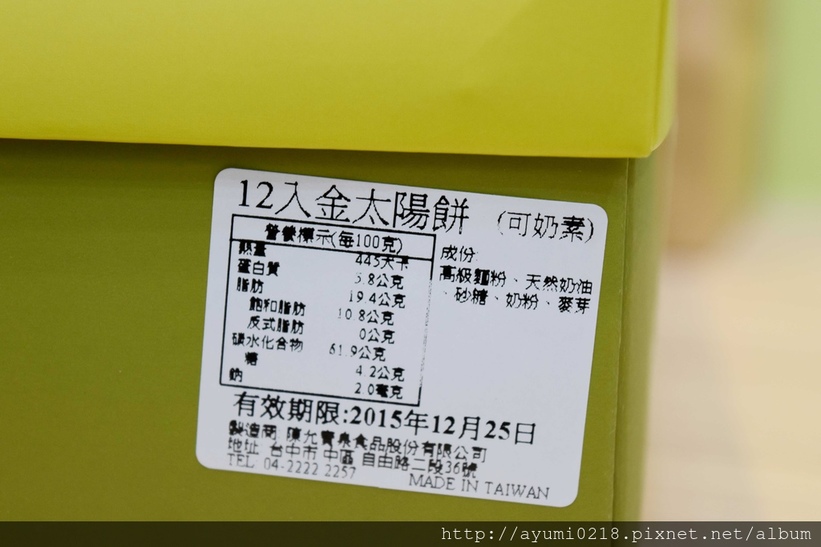 12入金太陽餅 (可奶素)
營養標示(每100克)
熱量 445大卡
蛋白質 5.8公克
脂肪 19.4公克
飽和脂肪 10.8公克
反式脂肪 0公克
碳水化合物 61.9公克
糖 4.2公克
鈉 2.0毫克
成份:
高級麵粉、天然奶油
、砂糖、奶粉、麥芽
有效期限:2015年12月25日
製造商 陳允寶泉食品股份有限公司
地址 台中市 中區 自由路二段36號
TEL 04-2222 2257
MADE IN TAIWAN
http://ayumi0218.pixnet.net/album